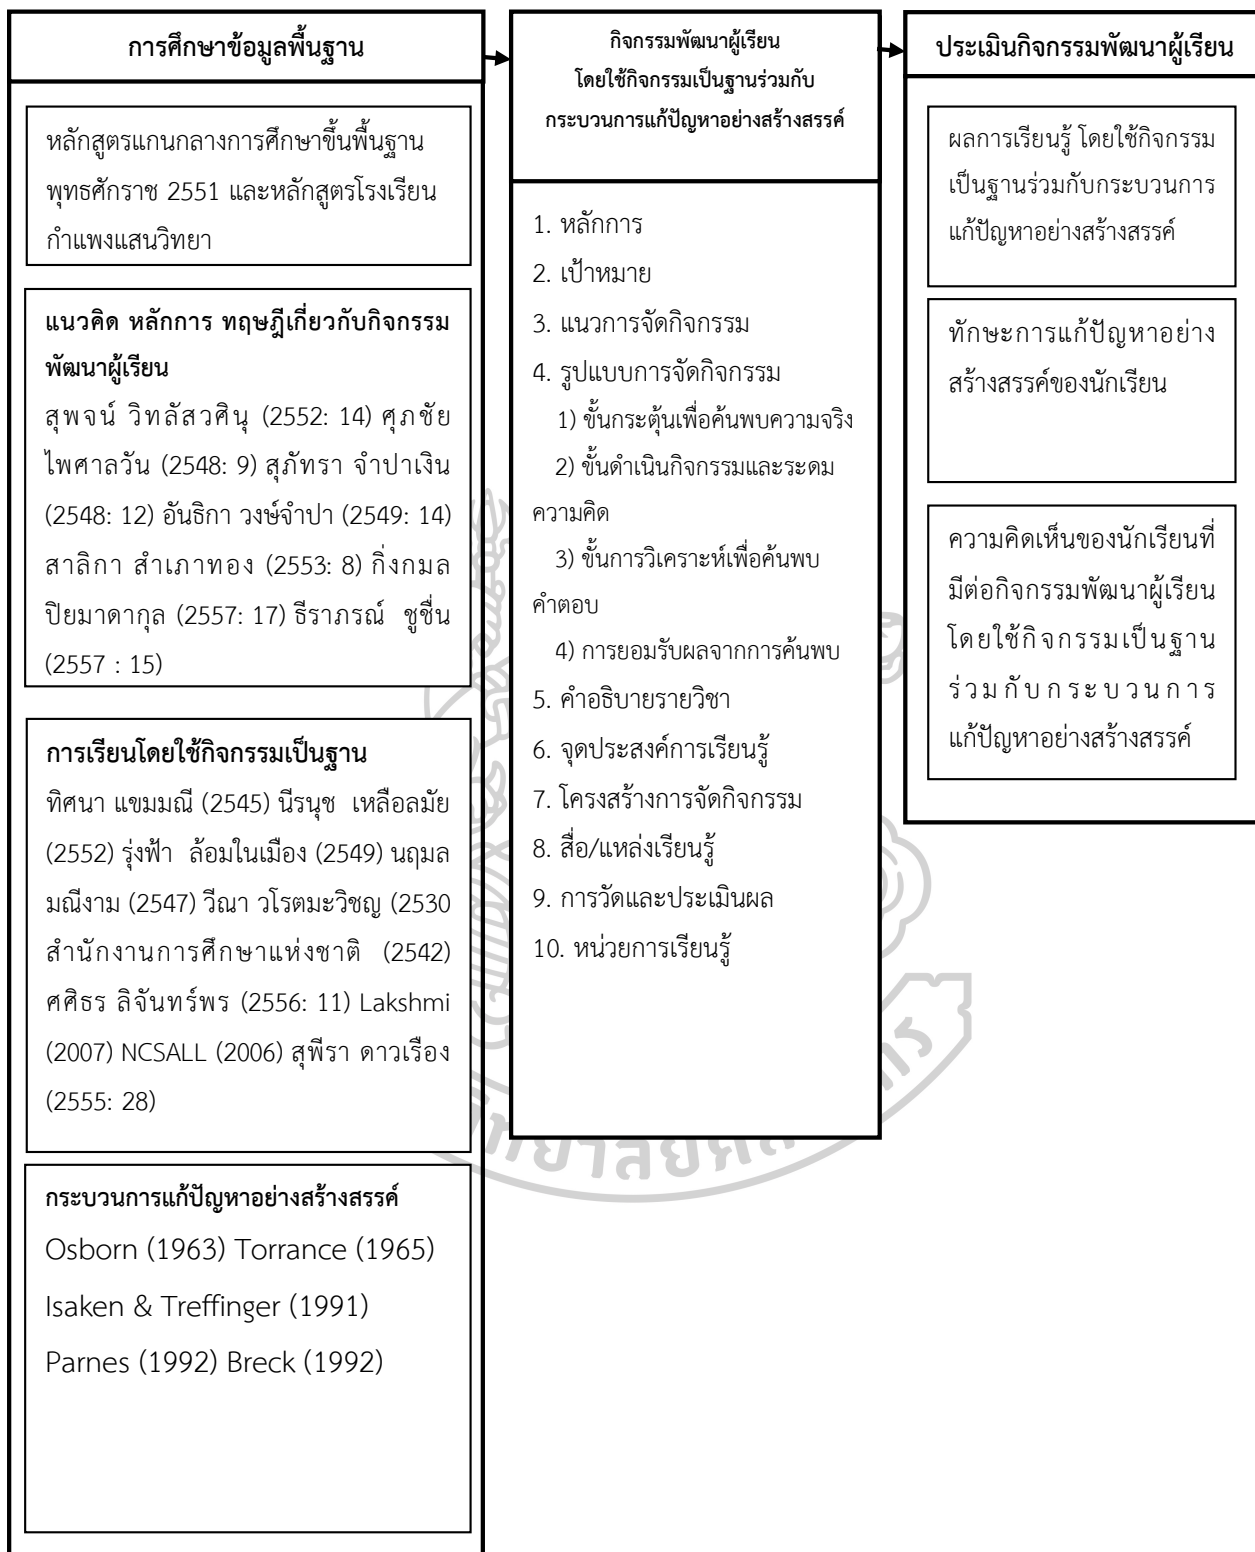 การศึกษาข้อมูลพื้นฐาน
หลักสูตรแกนกลางการศึกษาขึ้นพื้นฐาน
พุทธศักราช 2551 และหลักสูตรโรงเรียน
กำแพงแสนวิทยา
แนวคิด หลักการ ทฤษฎีเกี่ยวกับกิจกรรม
พัฒนาผู้เรียน
สุพจน์ วิทลัสวศินุ (2552: 14) ศุภชัย
ไพศาลวัน (2548: 9) สุภัทรา จำปาเงิน
(2548: 12) อันธิกา วงษ์จำปา (2549: 14)
สาลิกา สำเภาทอง (2553: 8) กิ่งกมล
ปิยมาดากุล (2557: 17) ธีราภรณ์ ชูชื่น
(2557 : 15)
การเรียนโดยใช้กิจกรรมเป็นฐาน
ทิศนา แขมมณี (2545) นีรนุช เหลือลมัย
(2552) รุ่งฟ้า ล้อมในเมือง (2549) นฤมล
มณีงาม (2547) วีณา วโรตมะวิชญ (2530
สำนักงานการศึกษาแห่งชาติ (2542)
ศศิธร ลิจันทร์พร (2556: 11) Lakshmi
(2007) NCSALL (2006) สุพีรา ดาวเรือง
(2555: 28)
กระบวนการแก้ปัญหาอย่างสร้างสรรค์
Osborn (1963) Torrance (1965)
Isaken & Treffinger (1991)
Parnes (1992) Breck (1992)
กิจกรรมพัฒนาผู้เรียน
โดยใช้กิจกรรมเป็นฐานร่วมกับ
กระบวนการแก้ปัญหาอย่างสร้างสรรค์
1. หลักการ
2. เป้าหมาย
3. แนวการจัดกิจกรรม
4. รูปแบบการจัดกิจกรรม
1) ขั้นกระตุ้นเพื่อค้นพบความจริง
2) ขั้นดำเนินกิจกรรมและระดม
ความคิด
3) ขั้นการวิเคราะห์เพื่อค้นพบ
คำตอบ
4) การยอมรับผลจากการค้นพบ
5. คำอธิบายรายวิชา
6. จุดประสงค์การเรียนรู้
7. โครงสร้างการจัดกิจกรรม
8. สื่อ/แหล่งเรียนรู้
9. การวัดและประเมินผล
10. หน่วยการเรียนรู้
ประเมินกิจกรรมพัฒนาผู้เรียน
ผลการเรียนรู้ โดยใช้กิจกรรม
เป็นฐานร่วมกับกระบวนการ
แก้ปัญหาอย่างสร้างสรรค์
ทักษะการแก้ปัญหาอย่าง
สร้างสรรค์ของนักเรียน
ความคิดเห็นของนักเรียนที่
มีต่อกิจกรรมพัฒนาผู้เรียน
โดยใช้กิจกรรมเป็นฐาน
ร่วมกับกระบวนการ
แก้ปัญหาอย่างสร้างสรรค์